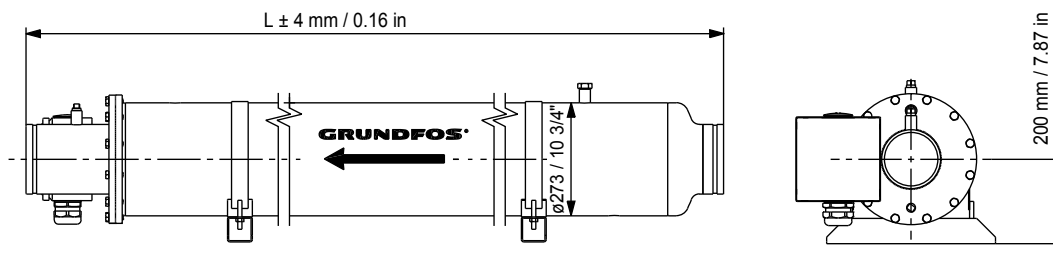 L ± 4 mm / 0.16 in
GRUNDFOS
ø273 / 10 3/4"
200 mm / 7.87 in